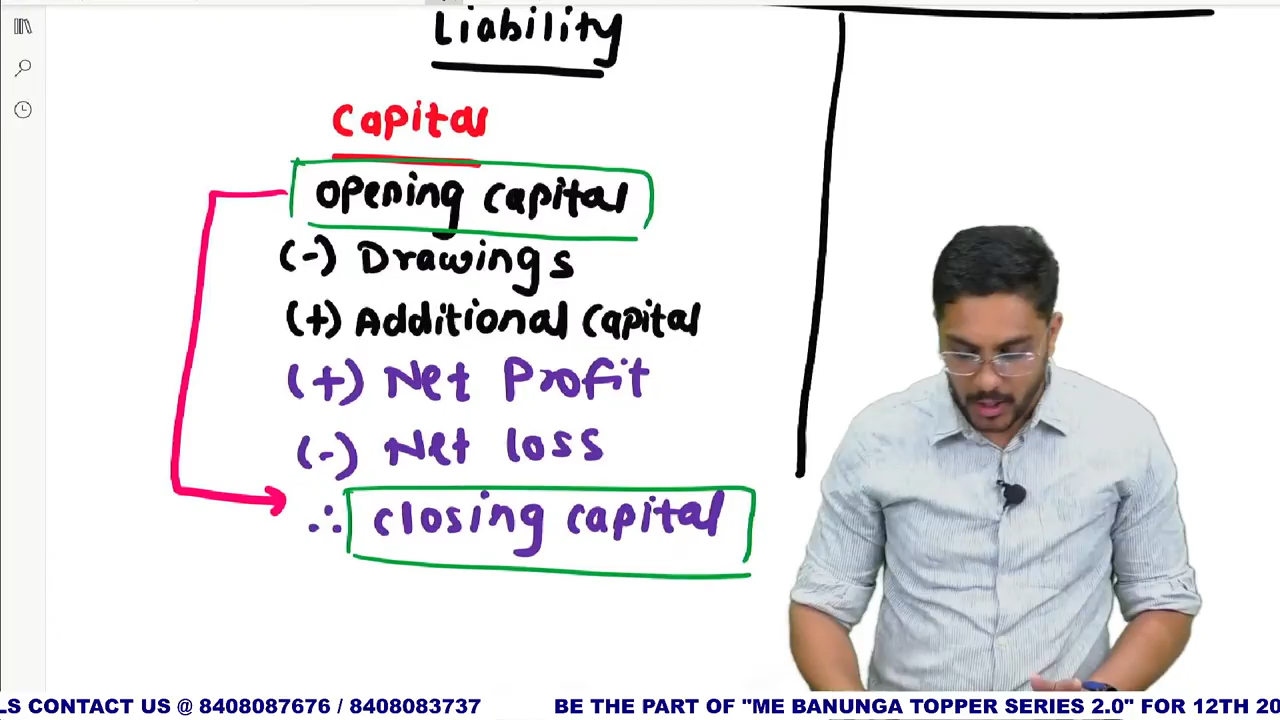 Liability
Capital
opening capital
(-) Drawings
(+) Additional capital
(+) Net Profit
(-) Net loss
∴ closing capital
LS CONTACT US @ 8408087676 / 8408083737 BE THE PART OF "ME BANUNGA TOPPER SERIES 2.0" FOR 12TH 20